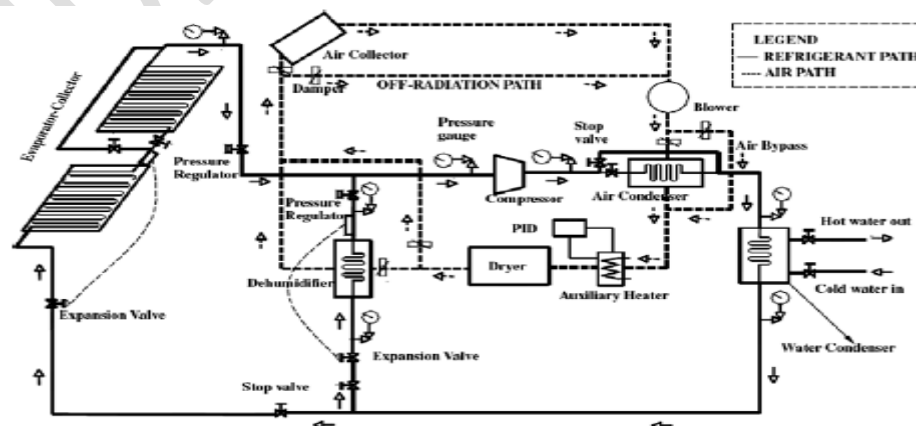 LEGEND
REFRIGERANT PATH
AIR PATH
Air Collector
Damper
OFF-RADIATION PATH
Blower
Evaporator-Collector
Pressure
gauge
Stop
valve
Air Bypass
Pressure
Regulator
Compressor
Air Condenser
Pressure
Regulator
PID
Hot water out
Dryer
Dehumidifier
Auxiliary Heater
Cold water in
Expansion Valve
Water Condenser
Expansion Valve
Stop valve